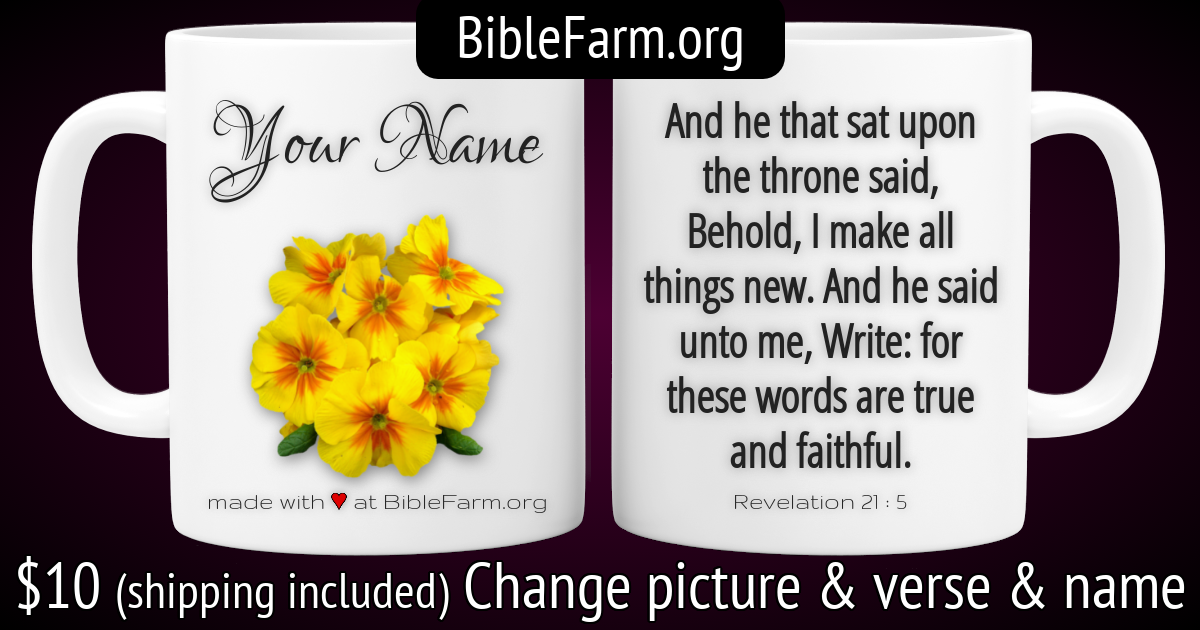 BibleFarm.org
Your Name
made with ♥ at BibleFarm.org
And he that sat upon
the throne said,
Behold, I make all
things new. And he said
unto me, Write: for
these words are true
and faithful.
Revelation 21 : 5
$10 (shipping included) Change picture & verse & name